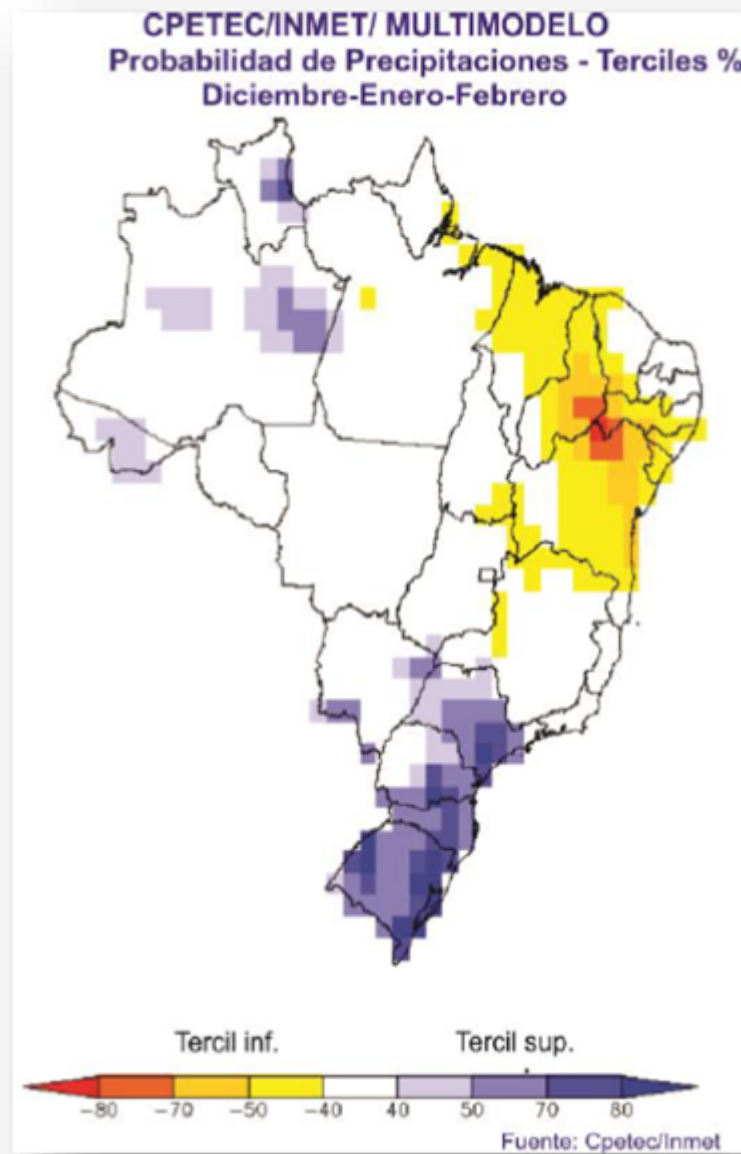 CPETEC/INMET/ MULTIMODELO
Probabilidad de Precipitaciones - Terciles %
Diciembre-Enero-Febrero
Tercil inf. Tercil sup.
−80 −70 −50 −40 40 50 70 80
Fuente: Cpetec/Inmet